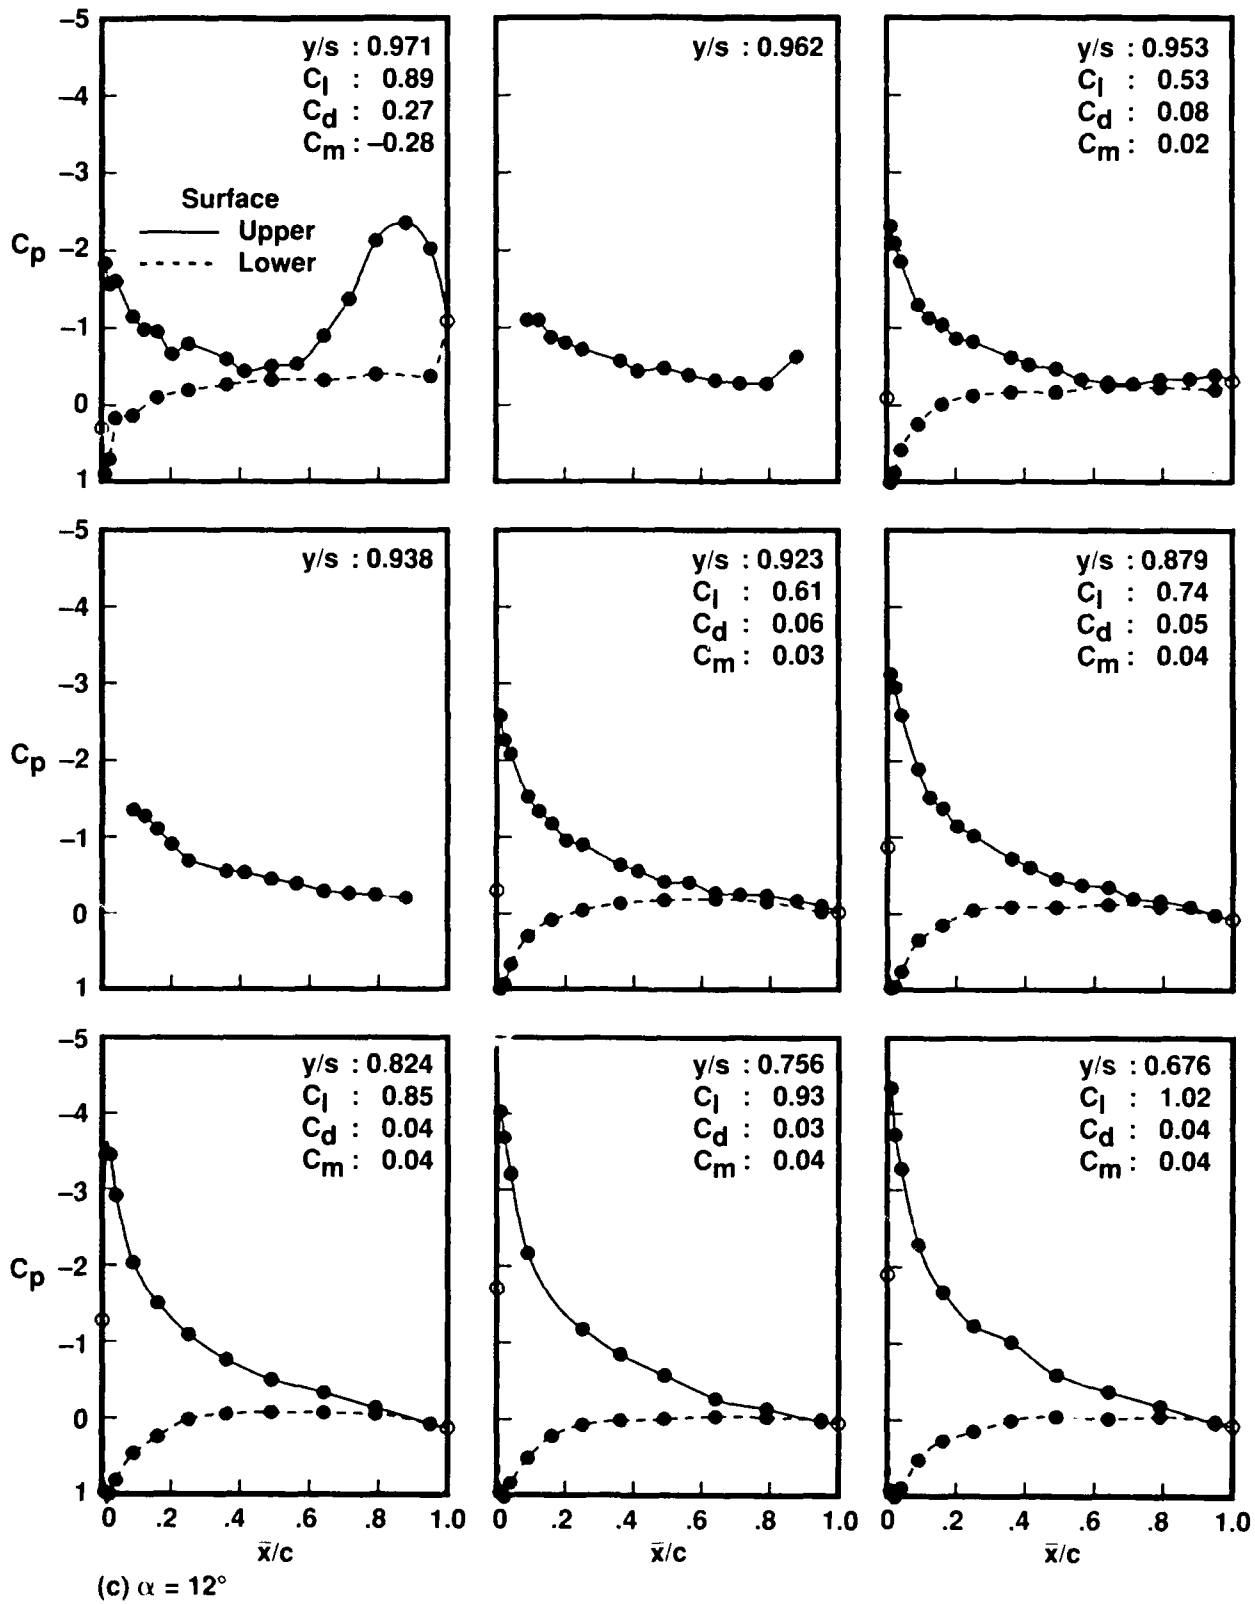 -5
-4
-3
-2
-1
0
1
Cp
y/s : 0.971
Cl : 0.89
Cd : 0.27
Cm : -0.28
Surface
Upper
Lower
y/s : 0.962
y/s : 0.953
Cl : 0.53
Cd : 0.08
Cm : 0.02
-5
-4
-3
-2
-1
0
1
Cp
y/s : 0.938
y/s : 0.923
Cl : 0.61
Cd : 0.06
Cm : 0.03
y/s : 0.879
Cl : 0.74
Cd : 0.05
Cm : 0.04
-5
-4
-3
-2
-1
0
1
Cp
y/s : 0.824
Cl : 0.85
Cd : 0.04
Cm : 0.04
y/s : 0.756
Cl : 0.93
Cd : 0.03
Cm : 0.04
y/s : 0.676
Cl : 1.02
Cd : 0.04
Cm : 0.04
0 .2 .4 .6 .8 1.0
0 .2 .4 .6 .8 1.0
0 .2 .4 .6 .8 1.0
x̄/c
x̄/c
x̄/c
(c) α = 12°